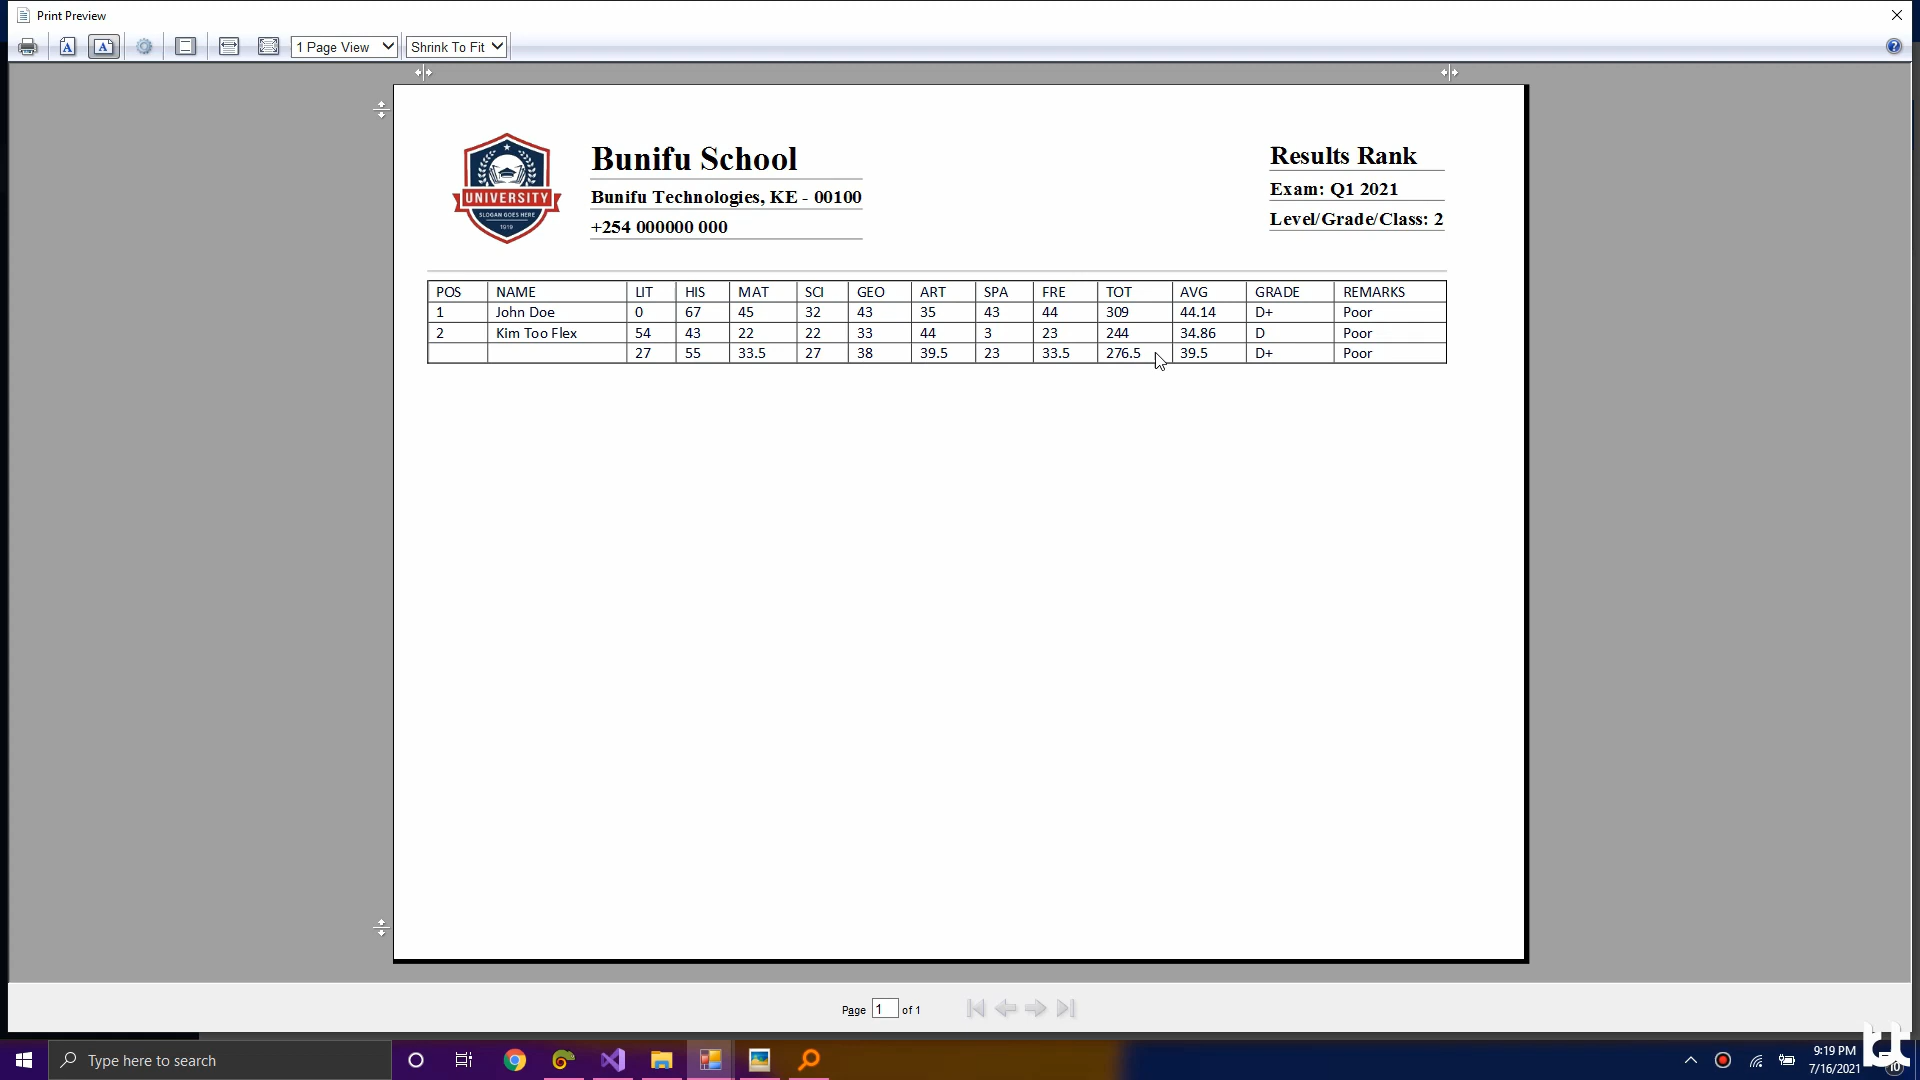 Print Preview
1 Page View Shrink To Fit
Bunifu School
Bunifu Technologies, KE - 00100
+254 000000 000
UNIVERSITY
SLOGAN GOES HERE
1919
Results Rank
Exam: Q1 2021
Level/Grade/Class: 2
POS NAME LIT HIS MAT SCI GEO ART SPA FRE TOT AVG GRADE REMARKS
1 John Doe 0 67 45 32 43 35 43 44 309 44.14 D+ Poor
2 Kim Too Flex 54 43 22 22 33 44 3 23 244 34.86 D Poor
27 55 33.5 27 38 39.5 23 33.5 276.5 39.5 D+ Poor
Page 1 of 1
Type here to search
9:19 PM
7/16/2021
10